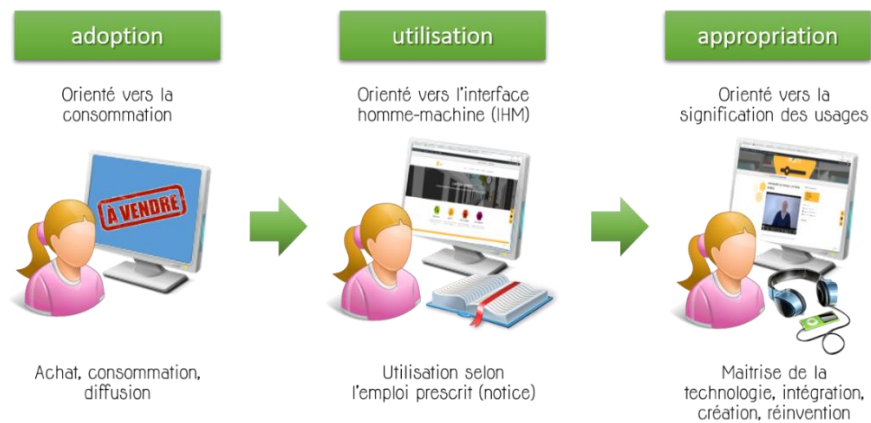 adoption
Orienté vers la
consommation
À VENDRE
Achat, consommation,
diffusion
utilisation
Orienté vers l'interface
homme-machine (IHM)
Utilisation selon
l'emploi prescrit (notice)
appropriation
Orienté vers la
signification des usages
Maitrise de la
technologie, intégration,
création, réinvention